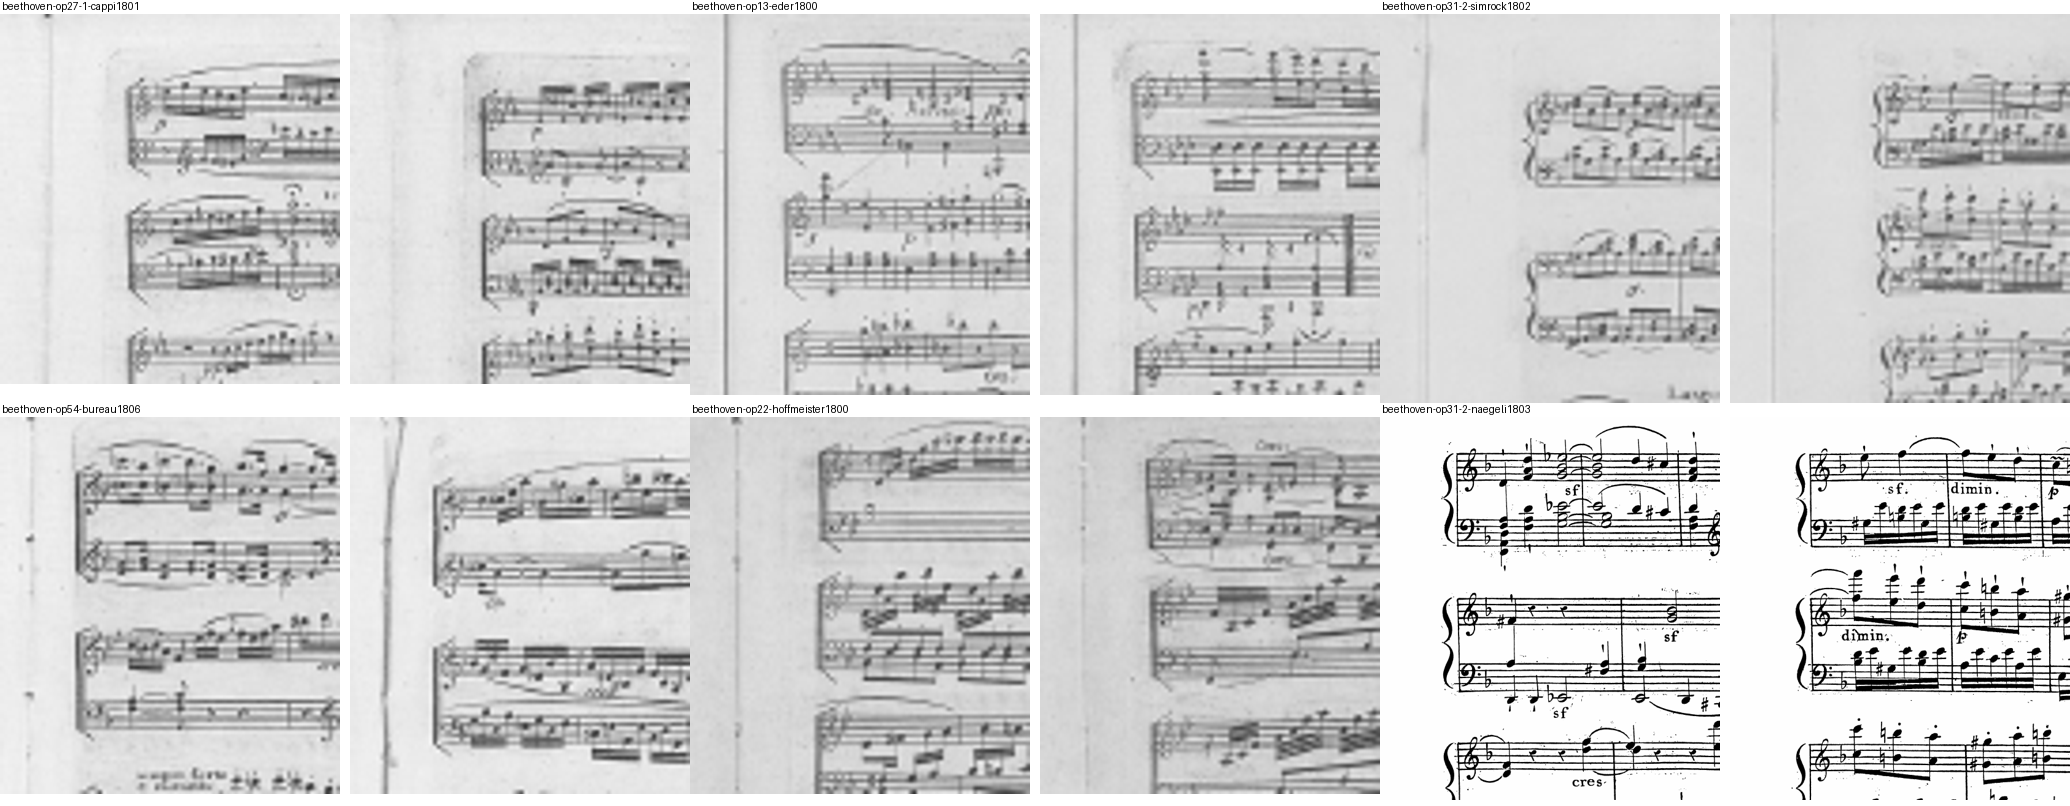 beethoven-op27-1-cappi1801
beethoven-op13-eder1800
beethoven-op31-2-simrock1802
beethoven-op54-bureau1806
beethoven-op22-hoffmeister1800
beethoven-op31-2-naegeli1803
Cres
sf
sf. dimin. p
sf
dimin. p
sf
cres